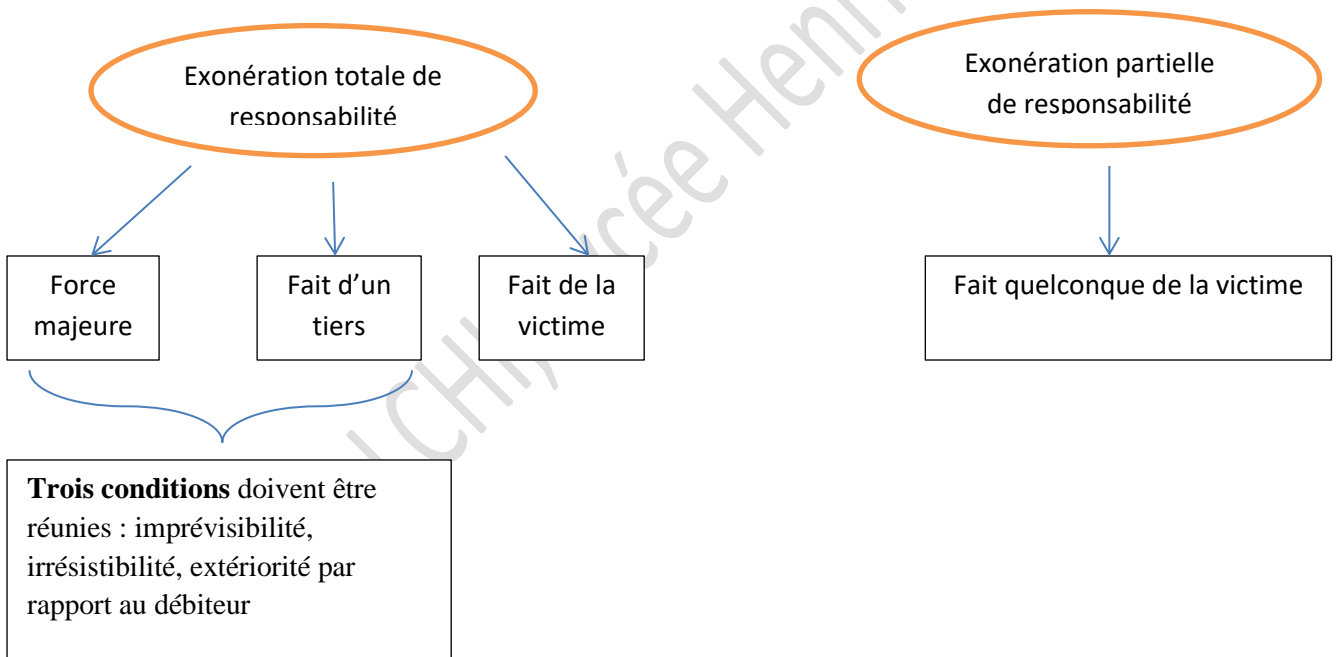 Exonération totale de
responsabilité
Exonération partielle
de responsabilité
Force
majeure
Fait d'un
tiers
Fait de la
victime
Fait quelconque de la victime
Trois conditions doivent être
réunies : imprévisibilité,
irrésistibilité, extériorité par
rapport au débiteur